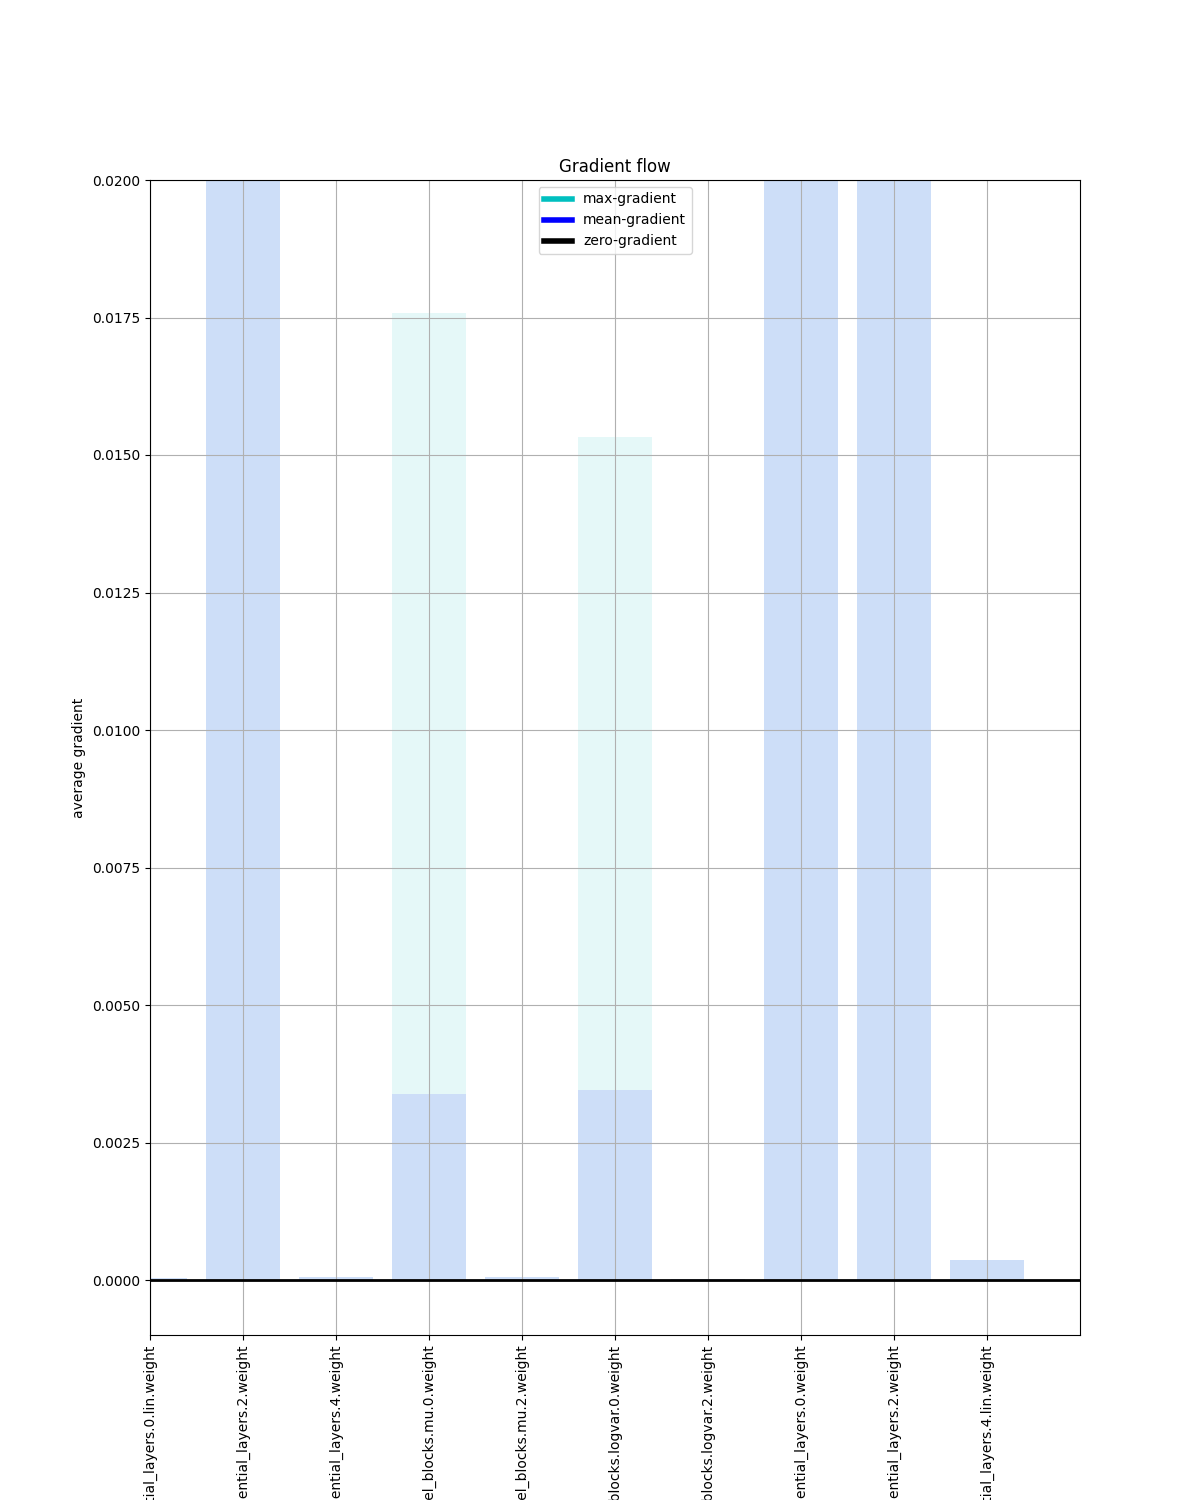 Gradient flow
max-gradient
mean-gradient
zero-gradient
0.0200
0.0175
0.0150
0.0125
0.0100
0.0075
0.0050
0.0025
0.0000
average gradient
tial_layers.0.lin.weight
ential_layers.2.weight
ential_layers.4.weight
el_blocks.mu.0.weight
el_blocks.mu.2.weight
blocks.logvar.0.weight
blocks.logvar.2.weight
ential_layers.0.weight
ential_layers.2.weight
tial_layers.4.lin.weight